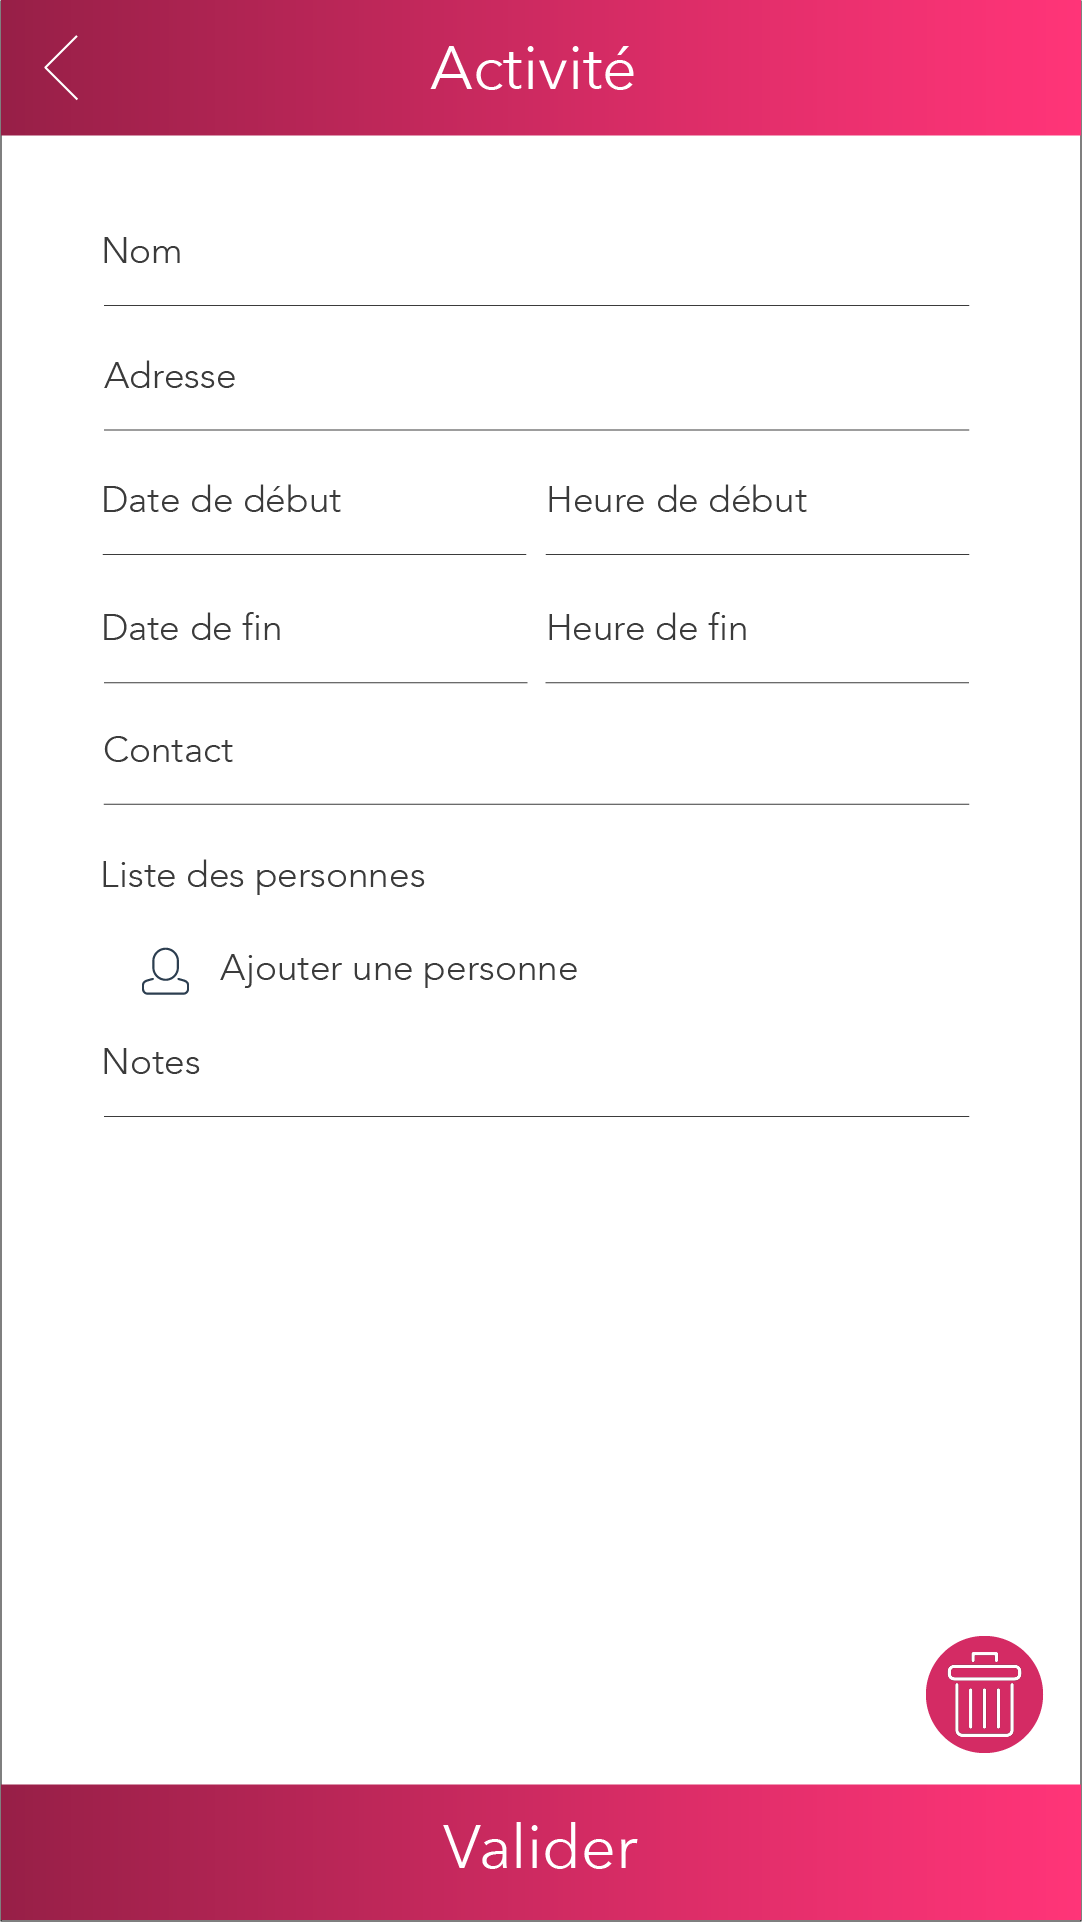 Activité
Nom
Adresse
Date de début
Heure de début
Date de fin
Heure de fin
Contact
Liste des personnes
Ajouter une personne
Notes
Valider